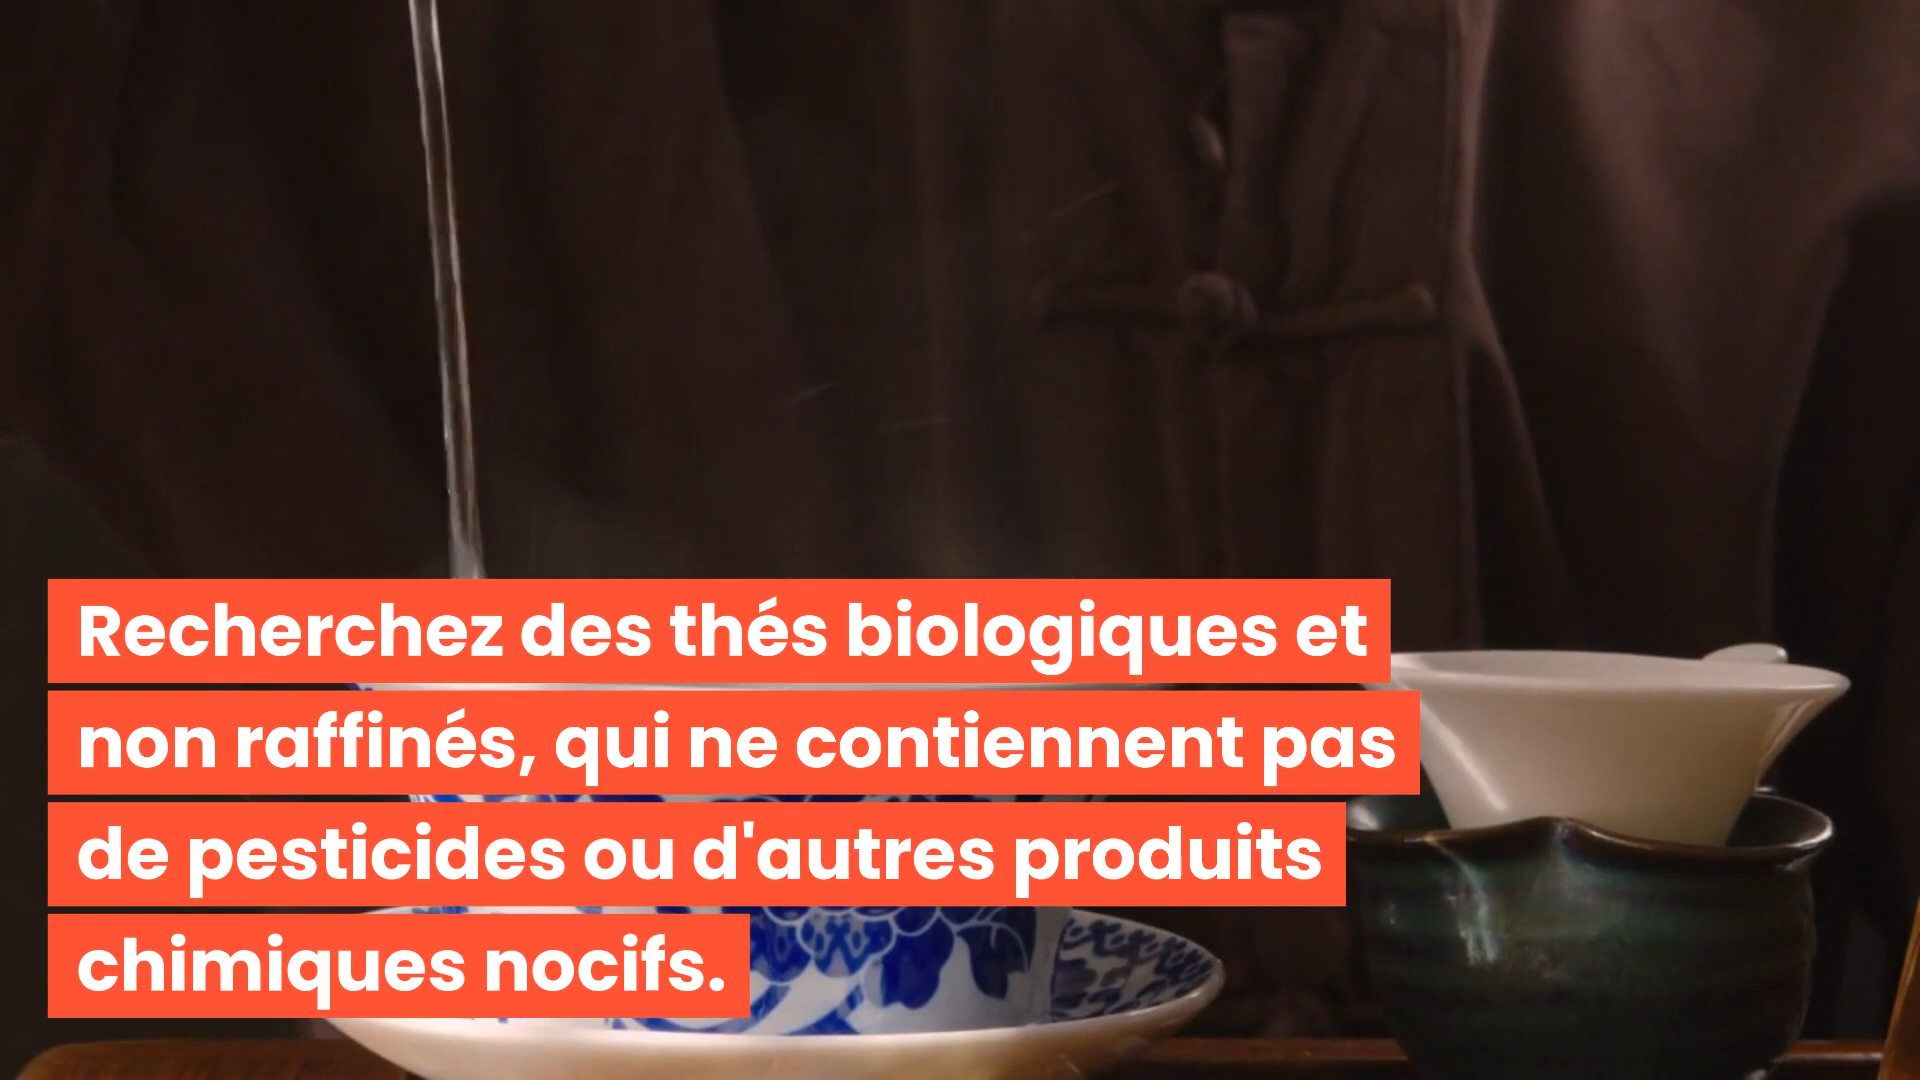 Recherchez des thés biologiques et
non raffinés, qui ne contiennent pas
de pesticides ou d'autres produits
chimiques nocifs.